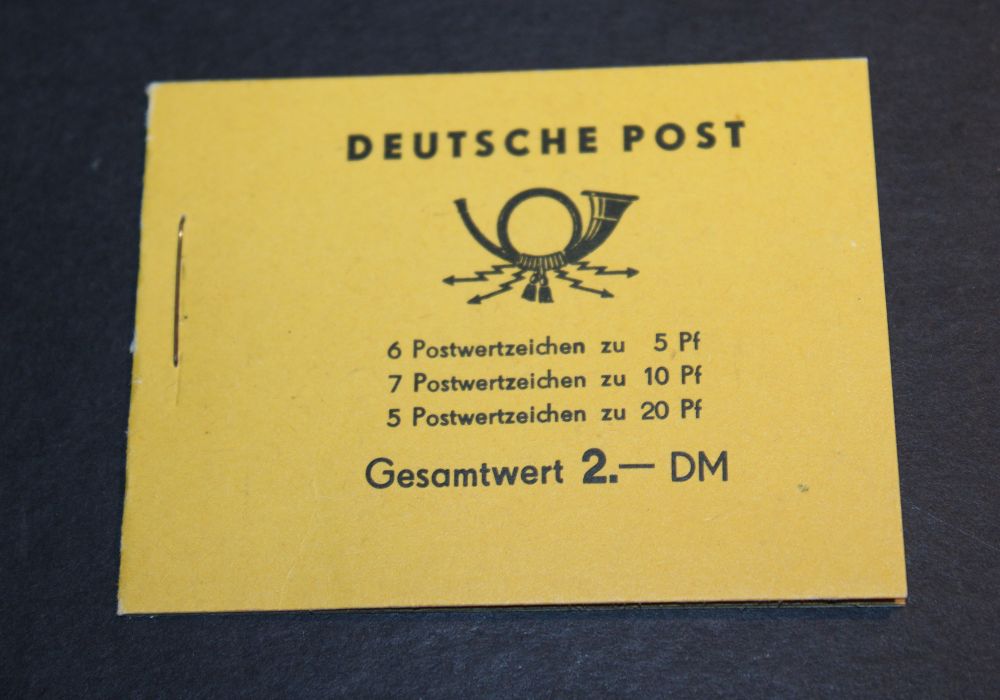 DEUTSCHE POST
6 Postwertzeichen zu 5 Pf
7 Postwertzeichen zu 10 Pf
5 Postwertzeichen zu 20 Pf
Gesamtwert 2.— DM